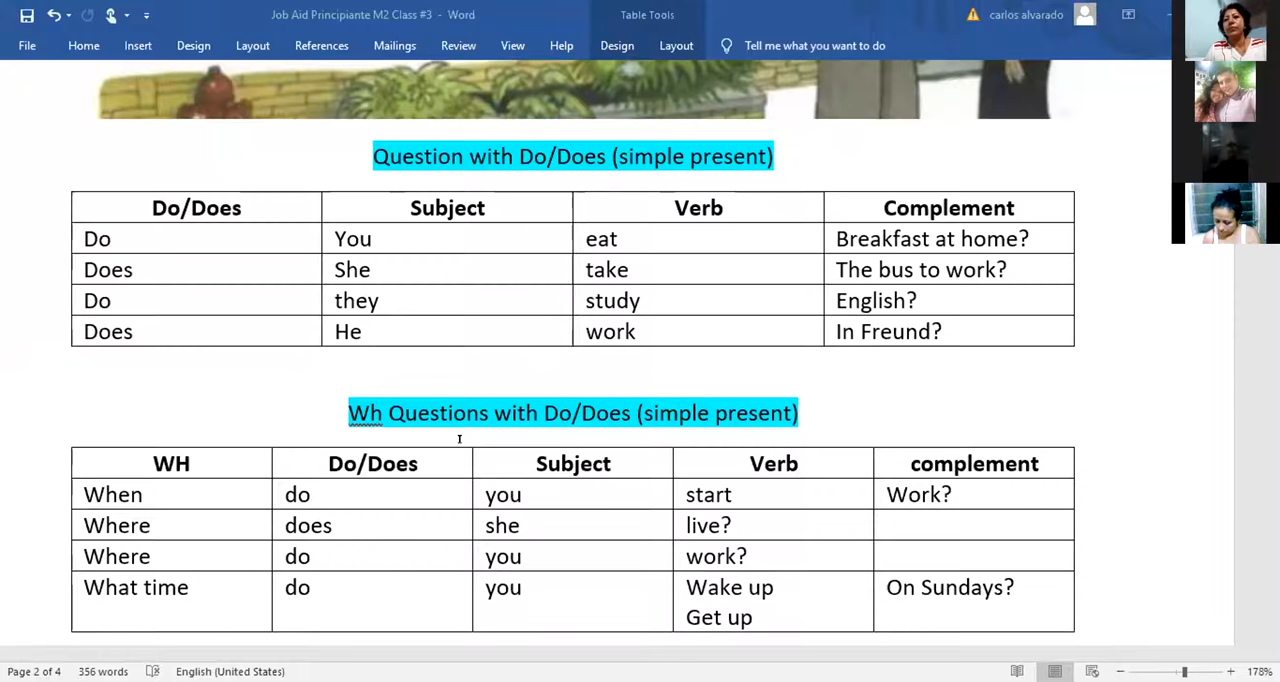 Job Aid Principiante M2 Class #3 - Word
Table Tools
carlos alvarado
File Home Insert Design Layout References Mailings Review View Help Design Layout Tell me what you want to do
Question with Do/Does (simple present)
Do/Does Subject Verb Complement
Do You eat Breakfast at home?
Does She take The bus to work?
Do they study English?
Does He work In Freund?
Wh Questions with Do/Does (simple present)
WH Do/Does Subject Verb complement
When do you start Work?
Where does she live?
Where do you work?
What time do you Wake up On Sundays?
Get up
Page 2 of 4 356 words English (United States) 178%